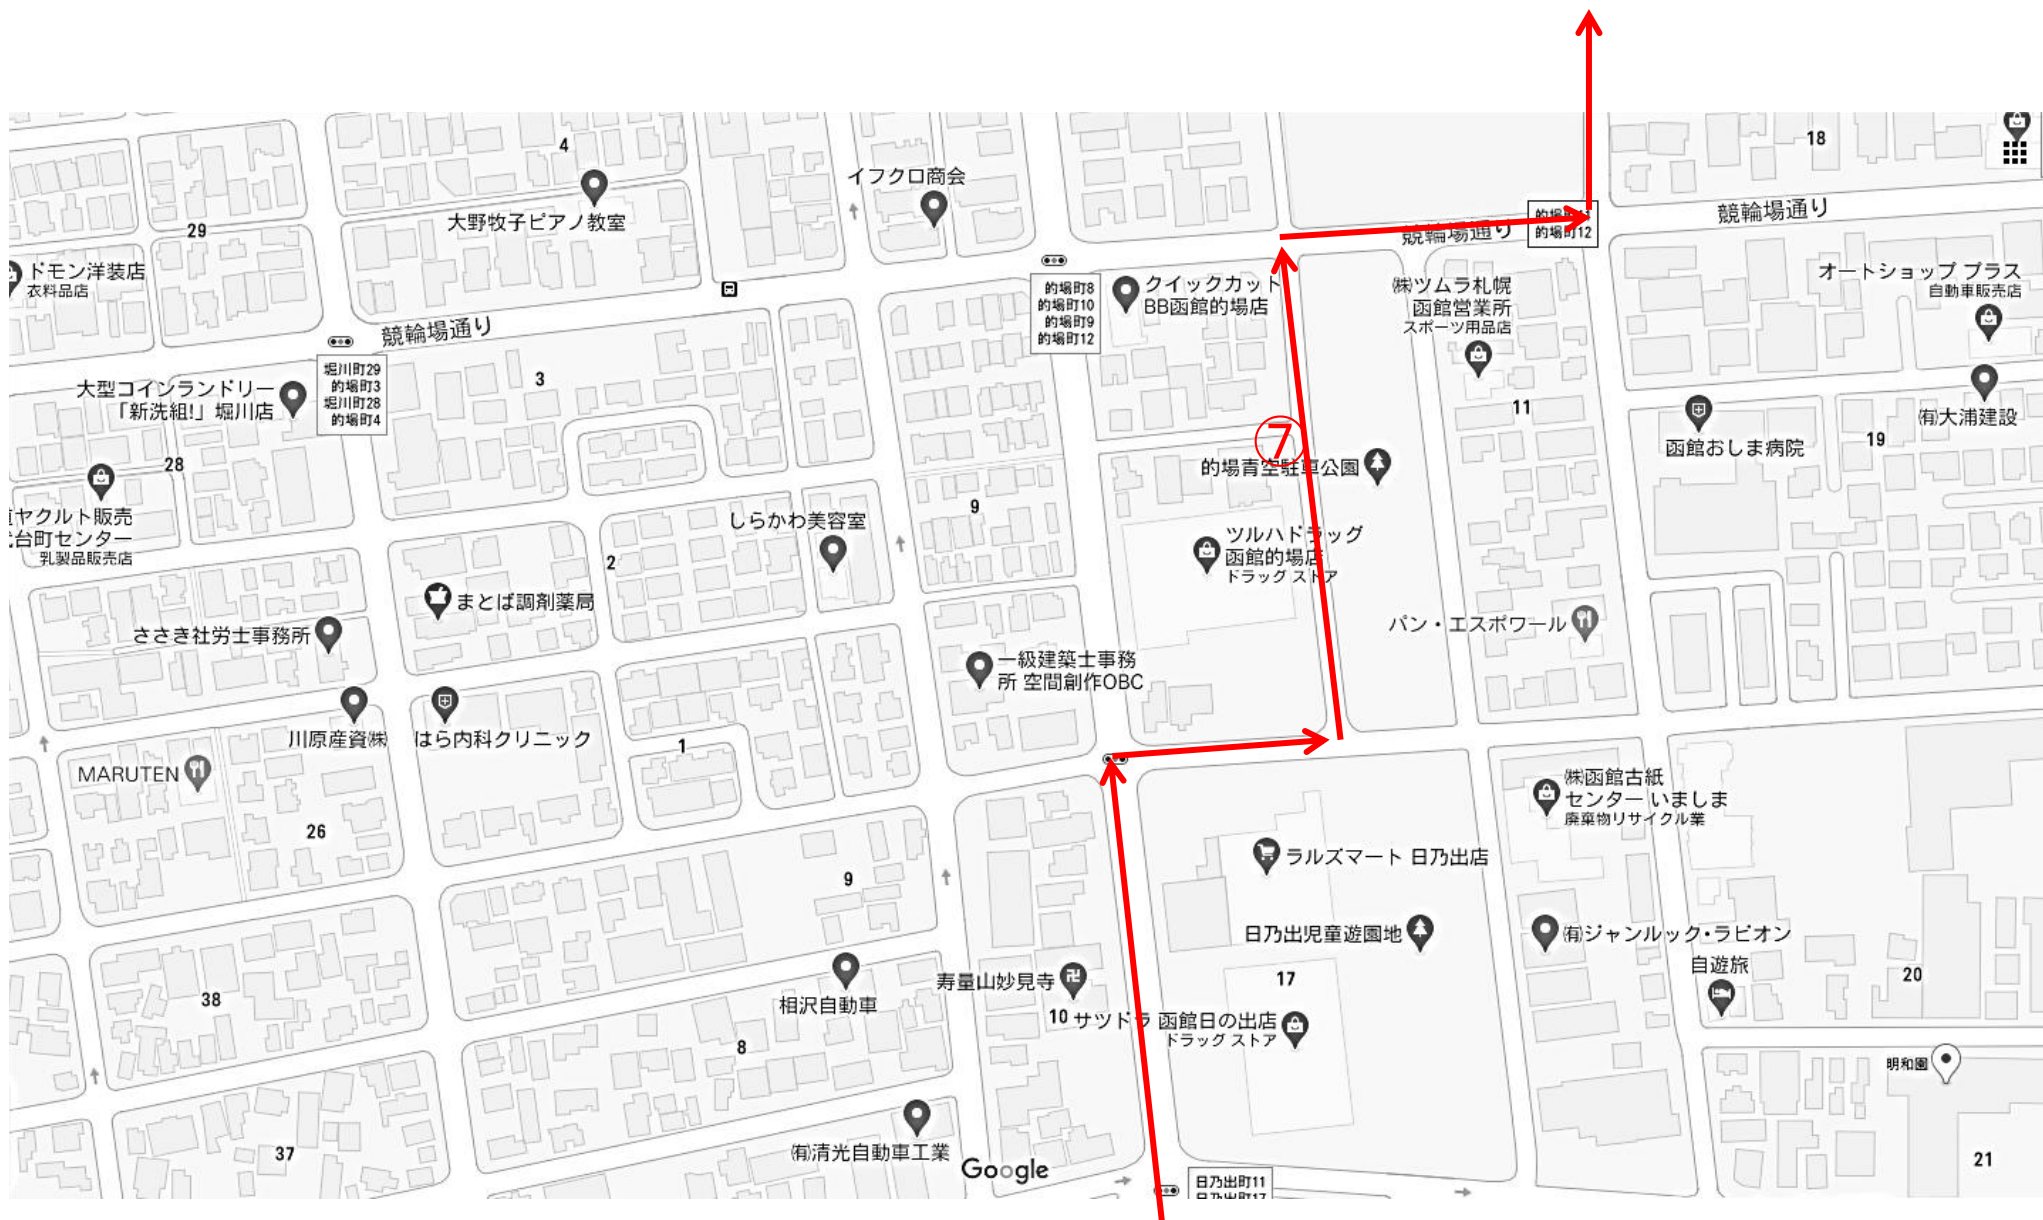 18
4
イフクロ商会
競輪場通り
大野牧子ピアノ教室
29
競輪場通り
的場町12
ドモン洋装店
衣料品店
オートショップ プラス
自動車販売店
クイックカット
BB函館的場店
㈱ツムラ札幌
函館営業所
スポーツ用品店
的場町8
的場町10
的場町9
的場町12
競輪場通り
堀川町29
的場町3
堀川町28
的場町4
3
大型コインランドリー
「新洗組!」堀川店
11
㈲大浦建設
19
函館おしま病院
⑦
的場青空駐車公園
28
ヤクルト販売
台町センター
乳製品販売店
9
しらかわ美容室
ツルハドラッグ
函館的場店
ドラッグ ストア
2
まとば調剤薬局
ささき社労士事務所
パン・エスポワール
一級建築士事務
所 空間創作OBC
川原産資㈱
はら内科クリニック
1
MARUTEN
㈱函館古紙
センター いましま
廃棄物リサイクル業
26
ラルズマート 日乃出店
9
日乃出児童遊園地
㈲ジャンルック・ラビオン
自遊旅
20
17
寿量山妙見寺
38
相沢自動車
10
サツドラ 函館日の出店
ドラッグ ストア
8
明和園
37
㈲清光自動車工業
Google
21
日乃出町11
日乃出町17